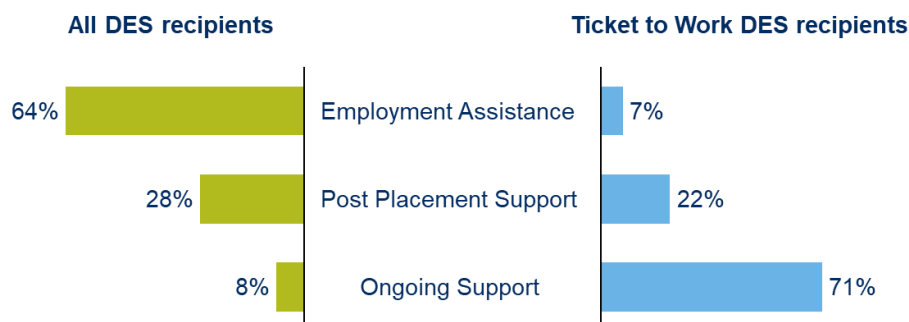 All DES recipients
Ticket to Work DES recipients
64%
Employment Assistance
7%
28%
Post Placement Support
22%
8%
Ongoing Support
71%